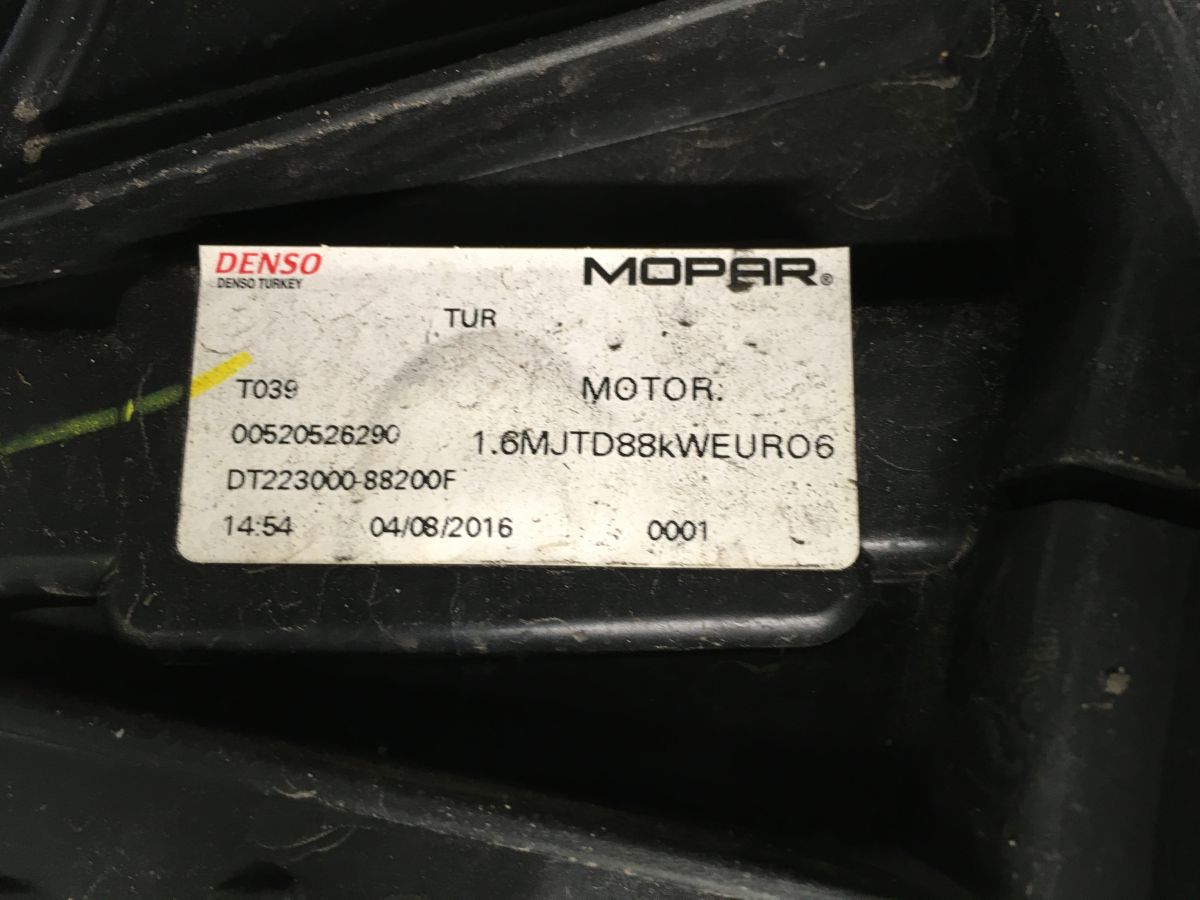 DENSO
DENSO TURKEY
MOPAR®
TUR
T039
MOTOR:
00520526290
1.6MJTD88kWEURO6
DT223000-88200F
14:54 04/08/2016 0001